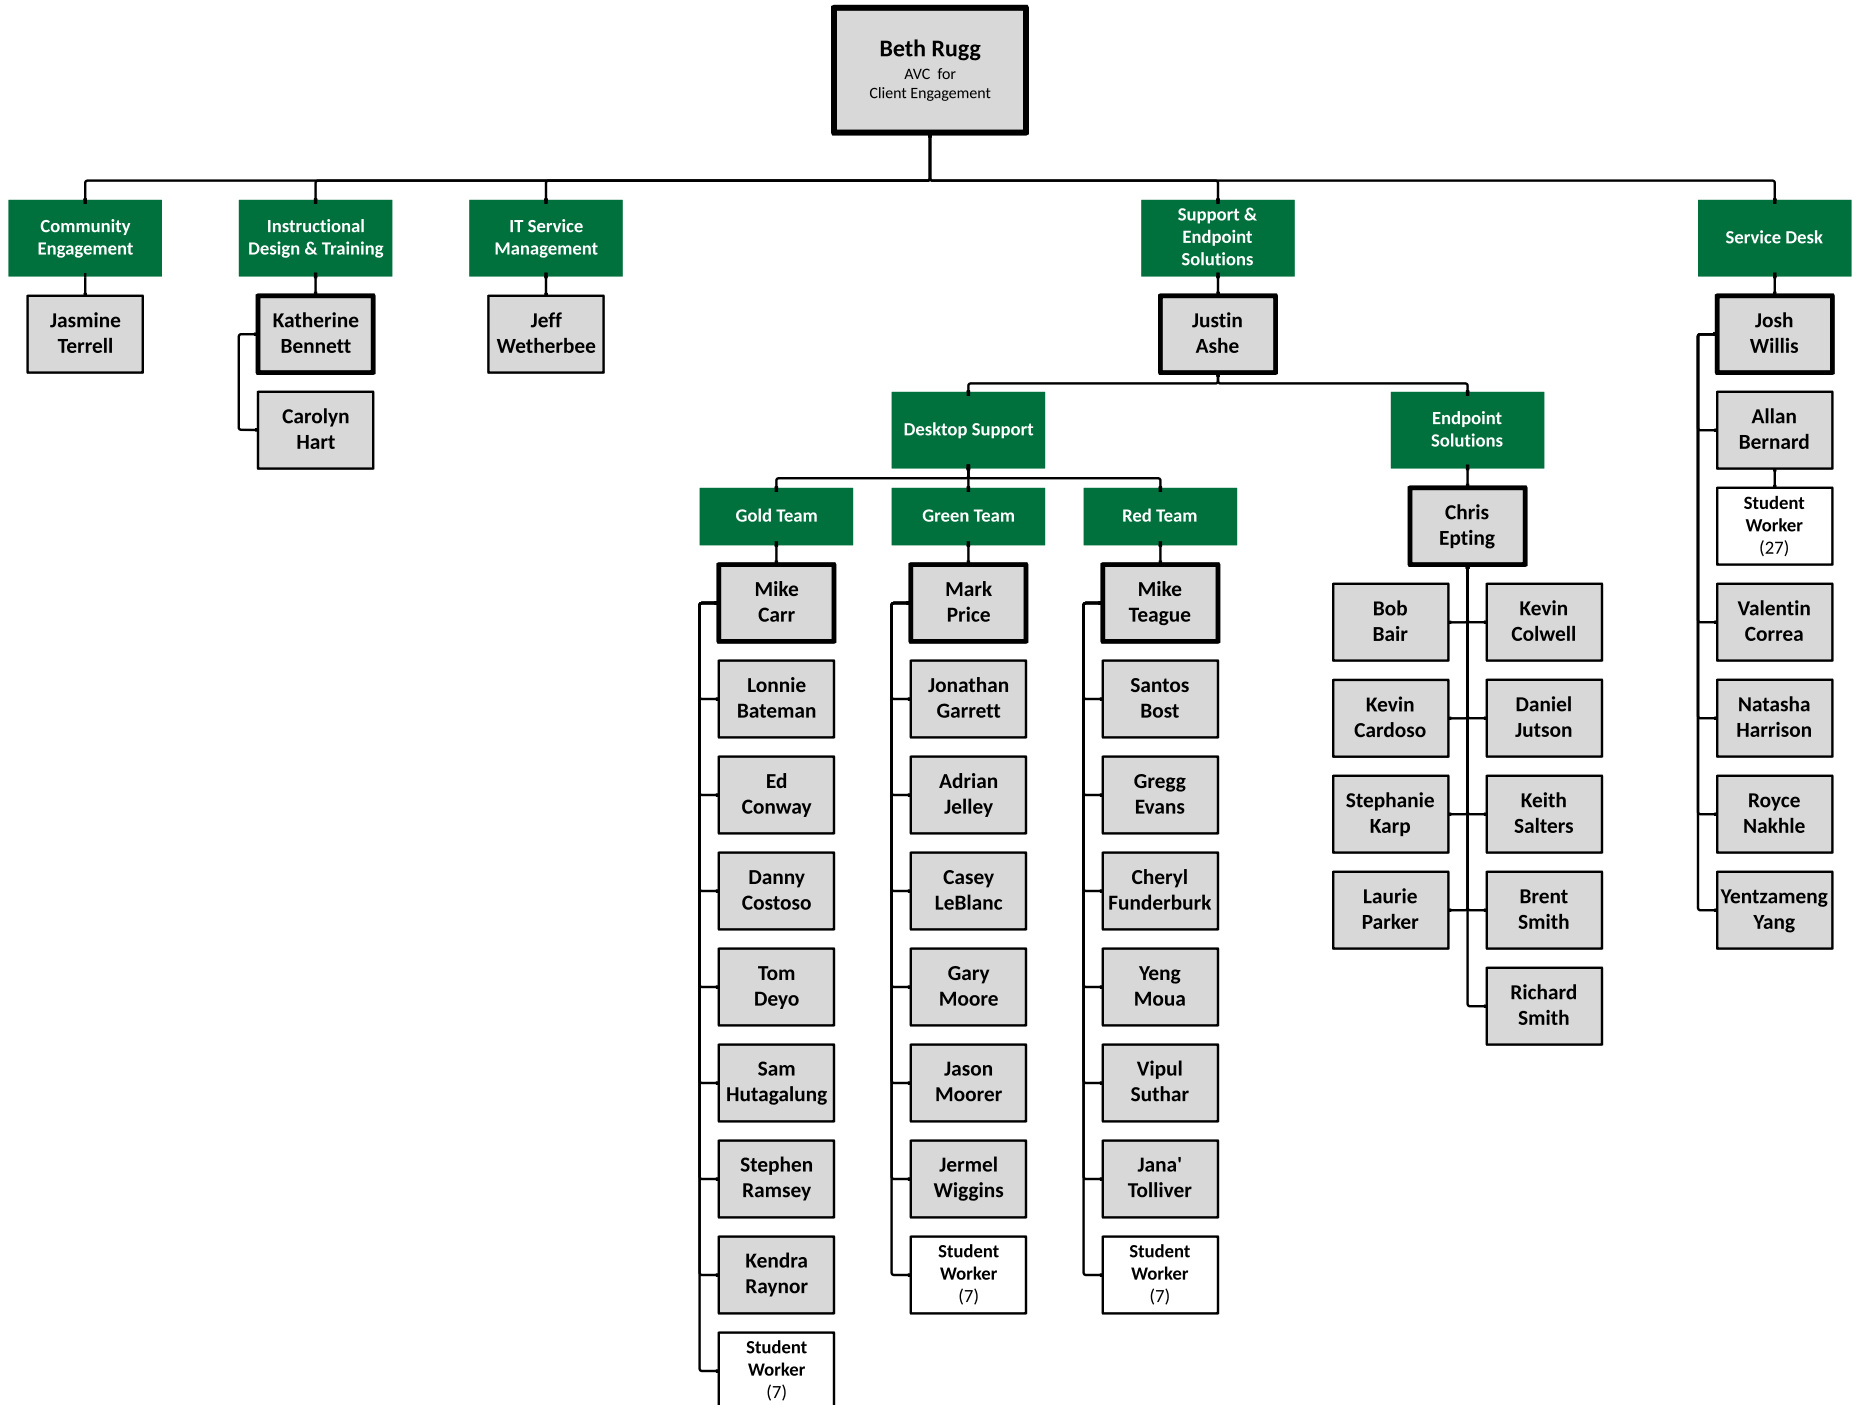 Beth Rugg
AVC for
Client Engagement
Community
Engagement
Jasmine
Terrell
Instructional
Design & Training
Katherine
Bennett
Carolyn
Hart
IT Service
Management
Jeff
Wetherbee
Support &
Endpoint
Solutions
Justin
Ashe
Desktop Support
Gold Team
Mike
Carr
Lonnie
Bateman
Ed
Conway
Danny
Costoso
Tom
Deyo
Sam
Hutagalung
Stephen
Ramsey
Kendra
Raynor
Student
Worker
(7)
Green Team
Mark
Price
Jonathan
Garrett
Adrian
Jelley
Casey
LeBlanc
Gary
Moore
Jason
Moorer
Jermel
Wiggins
Student
Worker
(7)
Red Team
Mike
Teague
Santos
Bost
Gregg
Evans
Cheryl
Funderburk
Yeng
Moua
Vipul
Suthar
Jana'
Tolliver
Student
Worker
(7)
Endpoint
Solutions
Chris
Epting
Bob
Bair
Kevin
Colwell
Kevin
Cardoso
Daniel
Jutson
Stephanie
Karp
Keith
Salters
Laurie
Parker
Brent
Smith
Richard
Smith
Service Desk
Josh
Willis
Allan
Bernard
Student
Worker
(27)
Valentin
Correa
Natasha
Harrison
Royce
Nakhle
Yentzameng
Yang